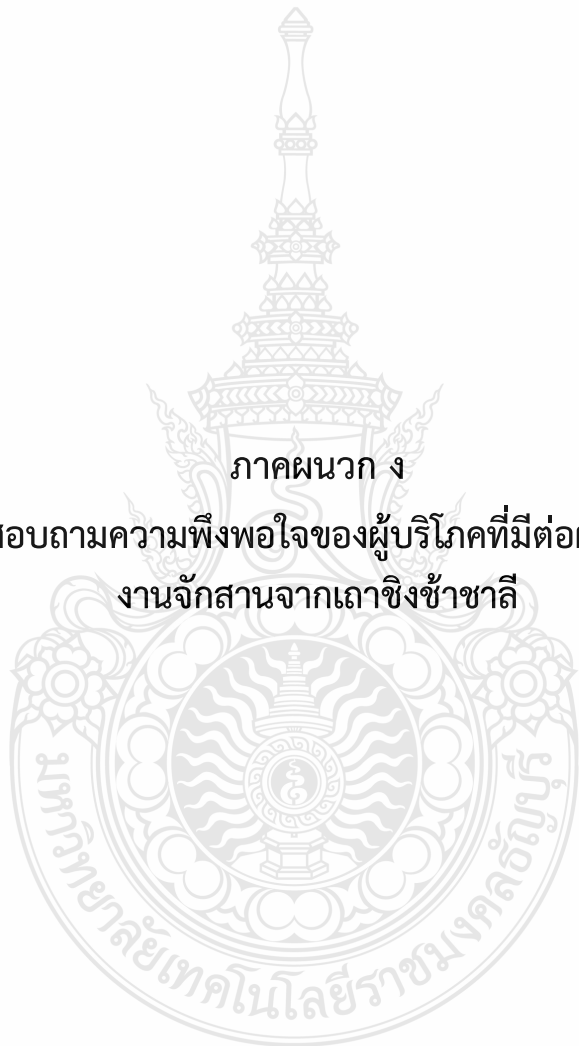 ภาคผนวก ง
สอบถามความพึงพอใจของผู้บริโภคที่มีต่อ
งานจักสานจากเถาชิงช้าชาลี
มหาวิทยาลัยเทคโนโลยีราชมงคลธัญบุรี